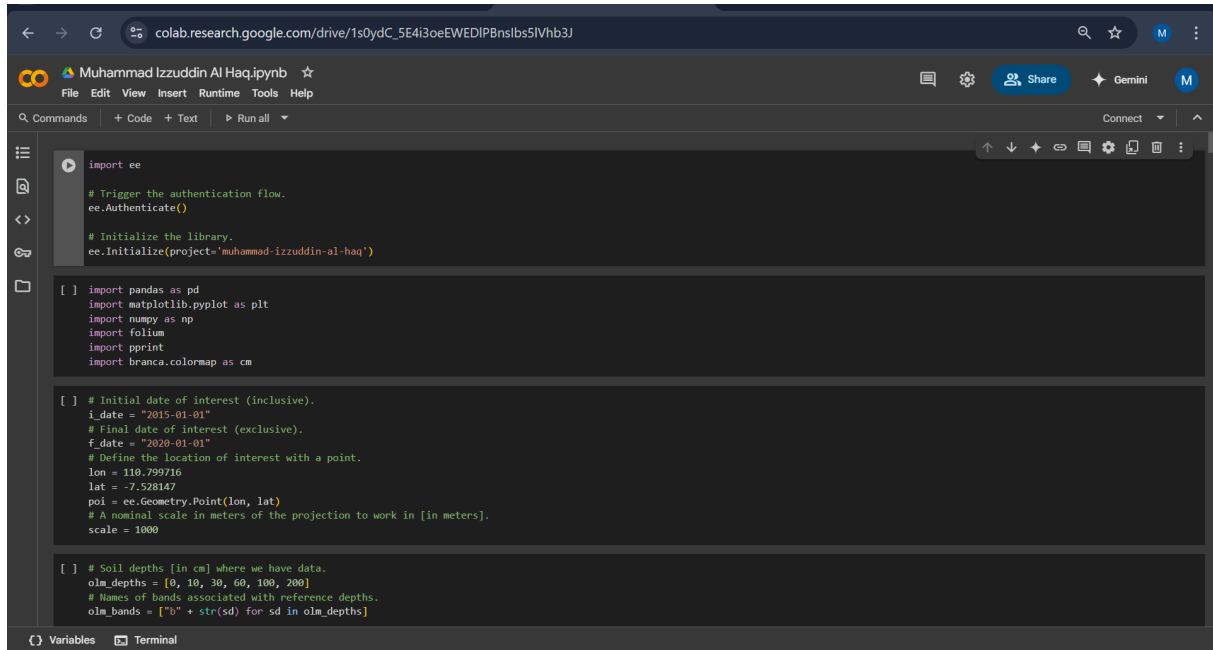 colab.research.google.com/drive/1s0ydC_5E4i3oeEWEDlPBnsIbs5lVhb3J
M
CO
Muhammad Izzuddin Al Haq.ipynb
File Edit View Insert Runtime Tools Help
Share
Gemini
M
Commands + Code + Text Run all
Connect
import ee
# Trigger the authentication flow.
ee.Authenticate()
# Initialize the library.
ee.Initialize(project='muhammad-izzuddin-al-haq')
[ ] import pandas as pd
import matplotlib.pyplot as plt
import numpy as np
import folium
import pprint
import branca.colormap as cm
[ ] # Initial date of interest (inclusive).
i_date = "2015-01-01"
# Final date of interest (exclusive).
f_date = "2020-01-01"
# Define the location of interest with a point.
lon = 110.799716
lat = -7.528147
poi = ee.Geometry.Point(lon, lat)
# A nominal scale in meters of the projection to work in [in meters].
scale = 1000
[ ] # Soil depths [in cm] where we have data.
olm_depths = [0, 10, 30, 60, 100, 200]
# Names of bands associated with reference depths.
olm_bands = ["b" + str(sd) for sd in olm_depths]
{} Variables Terminal